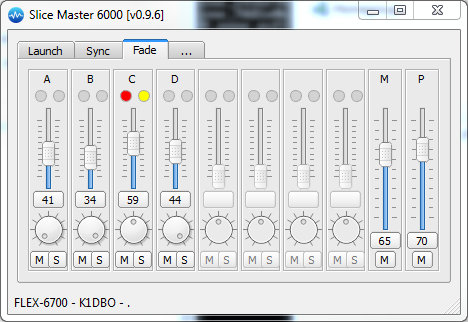 Slice Master 6000 [v0.9.6]
Launch Sync Fade ...
A B C D M P
41 34 59 44
65 70
M S M S M S M S M S M S M S M S M M
FLEX-6700 - K1DBO - .